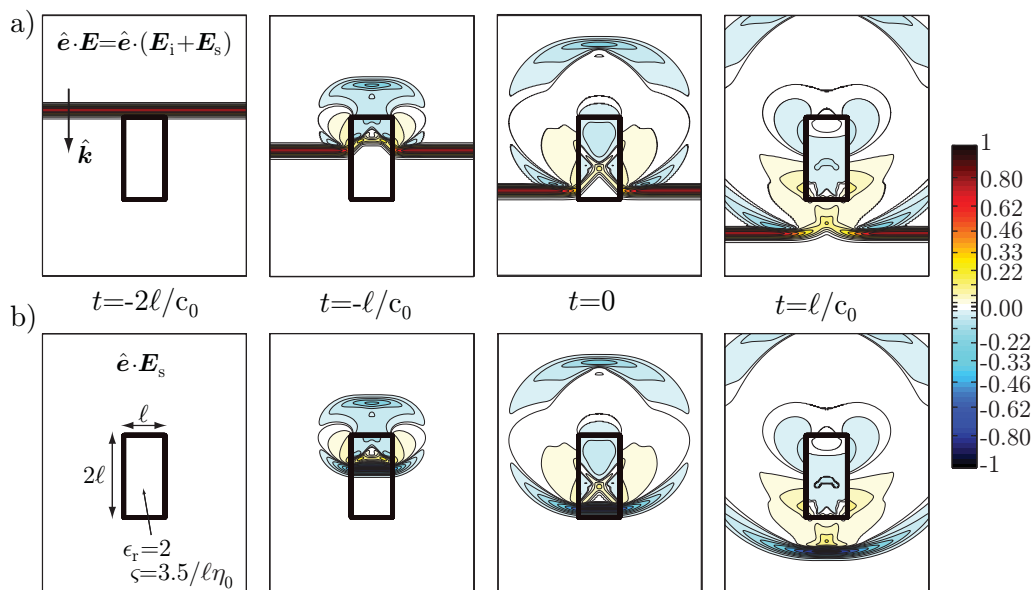 a)
ê·E=ê·(Eᵢ+Eₛ)
k̂
t=-2ℓ/c₀
t=-ℓ/c₀
t=0
t=ℓ/c₀
b)
ê·Eₛ
ℓ
2ℓ
ϵᵣ=2
ς=3.5/ℓη₀
1
0.80
0.62
0.46
0.33
0.22
0.00
-0.22
-0.33
-0.46
-0.62
-0.80
-1